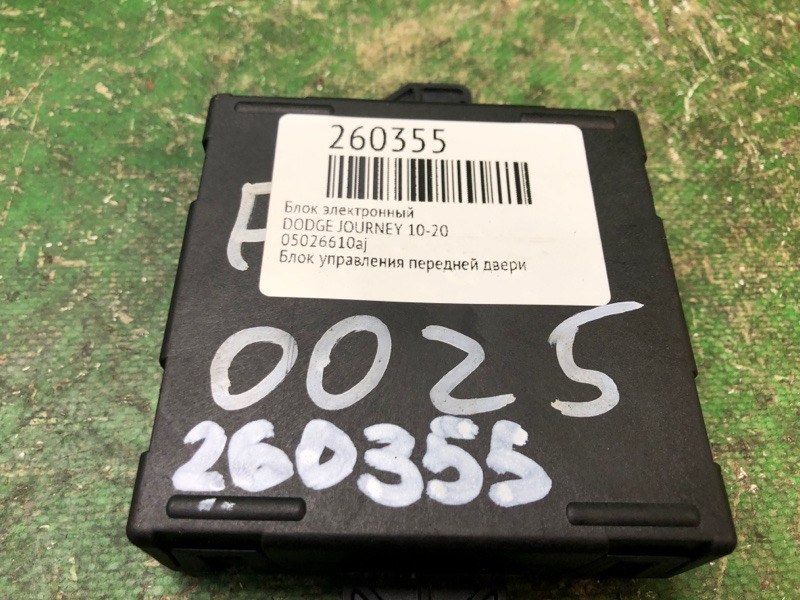 260355
Блок электронный
DODGE JOURNEY 10-20
05026610aj
Блок управления передней двери
0025
260355